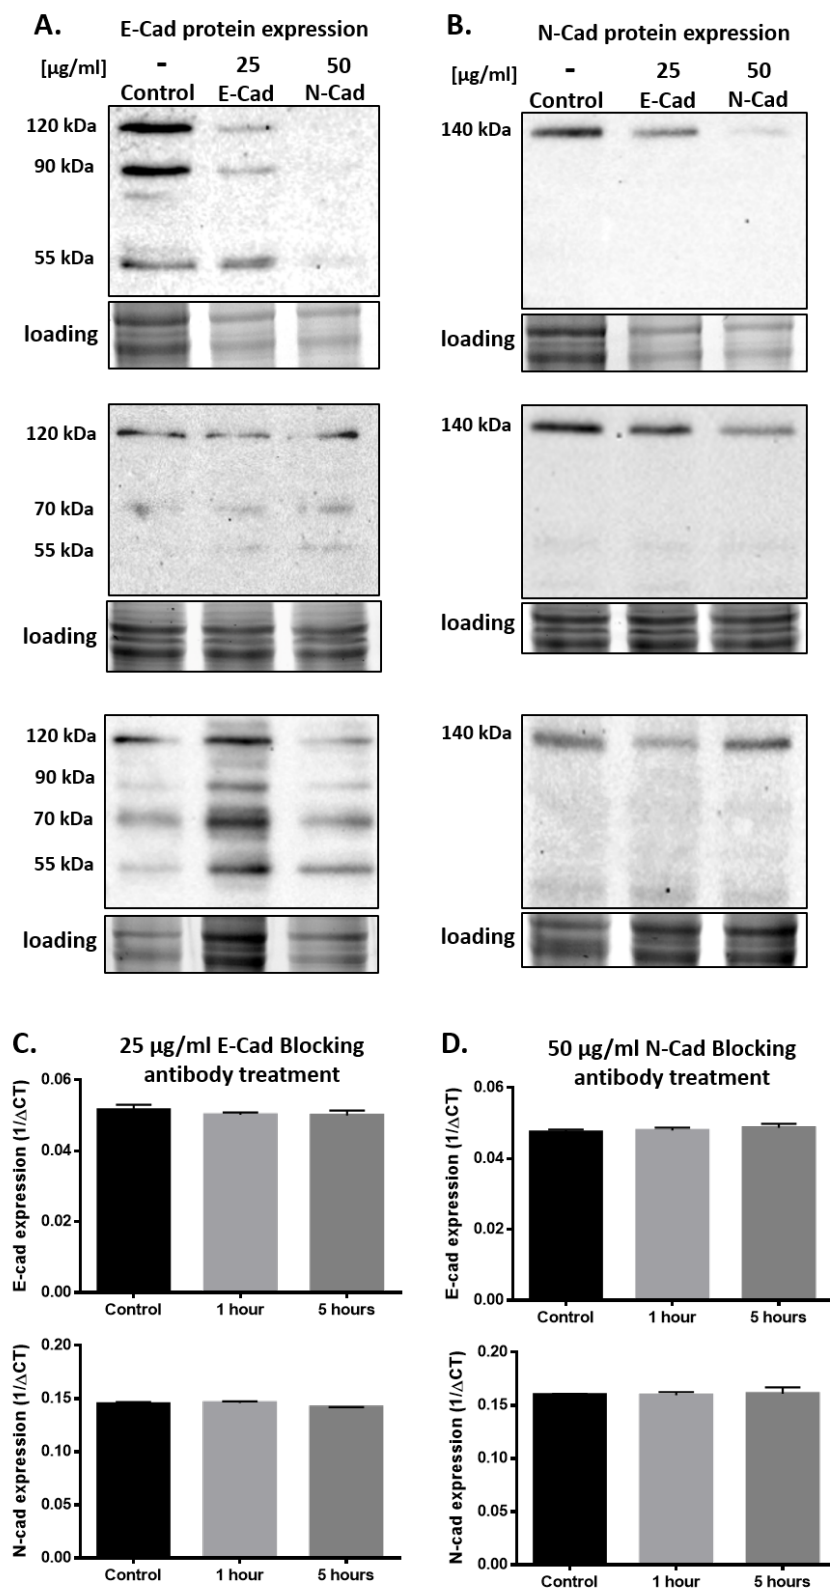 A.
E-Cad protein expression
[µg/ml] - 25 50
Control E-Cad N-Cad
120 kDa
90 kDa
55 kDa
loading
120 kDa
70 kDa
55 kDa
loading
120 kDa
90 kDa
70 kDa
55 kDa
loading
B.
N-Cad protein expression
[µg/ml] - 25 50
Control E-Cad N-Cad
140 kDa
loading
140 kDa
loading
140 kDa
loading
C.
25 µg/ml E-Cad Blocking
antibody treatment
E-cad expression (1/ΔCT)
0.06
0.04
0.02
0.00
Control 1 hour 5 hours
N-cad expression (1/ΔCT)
0.20
0.15
0.10
0.05
0.00
Control 1 hour 5 hours
D.
50 µg/ml N-Cad Blocking
antibody treatment
E-cad expression (1/ΔCT)
0.06
0.04
0.02
0.00
Control 1 hour 5 hours
N-cad expression (1/ΔCT)
0.20
0.15
0.10
0.05
0.00
Control 1 hour 5 hours